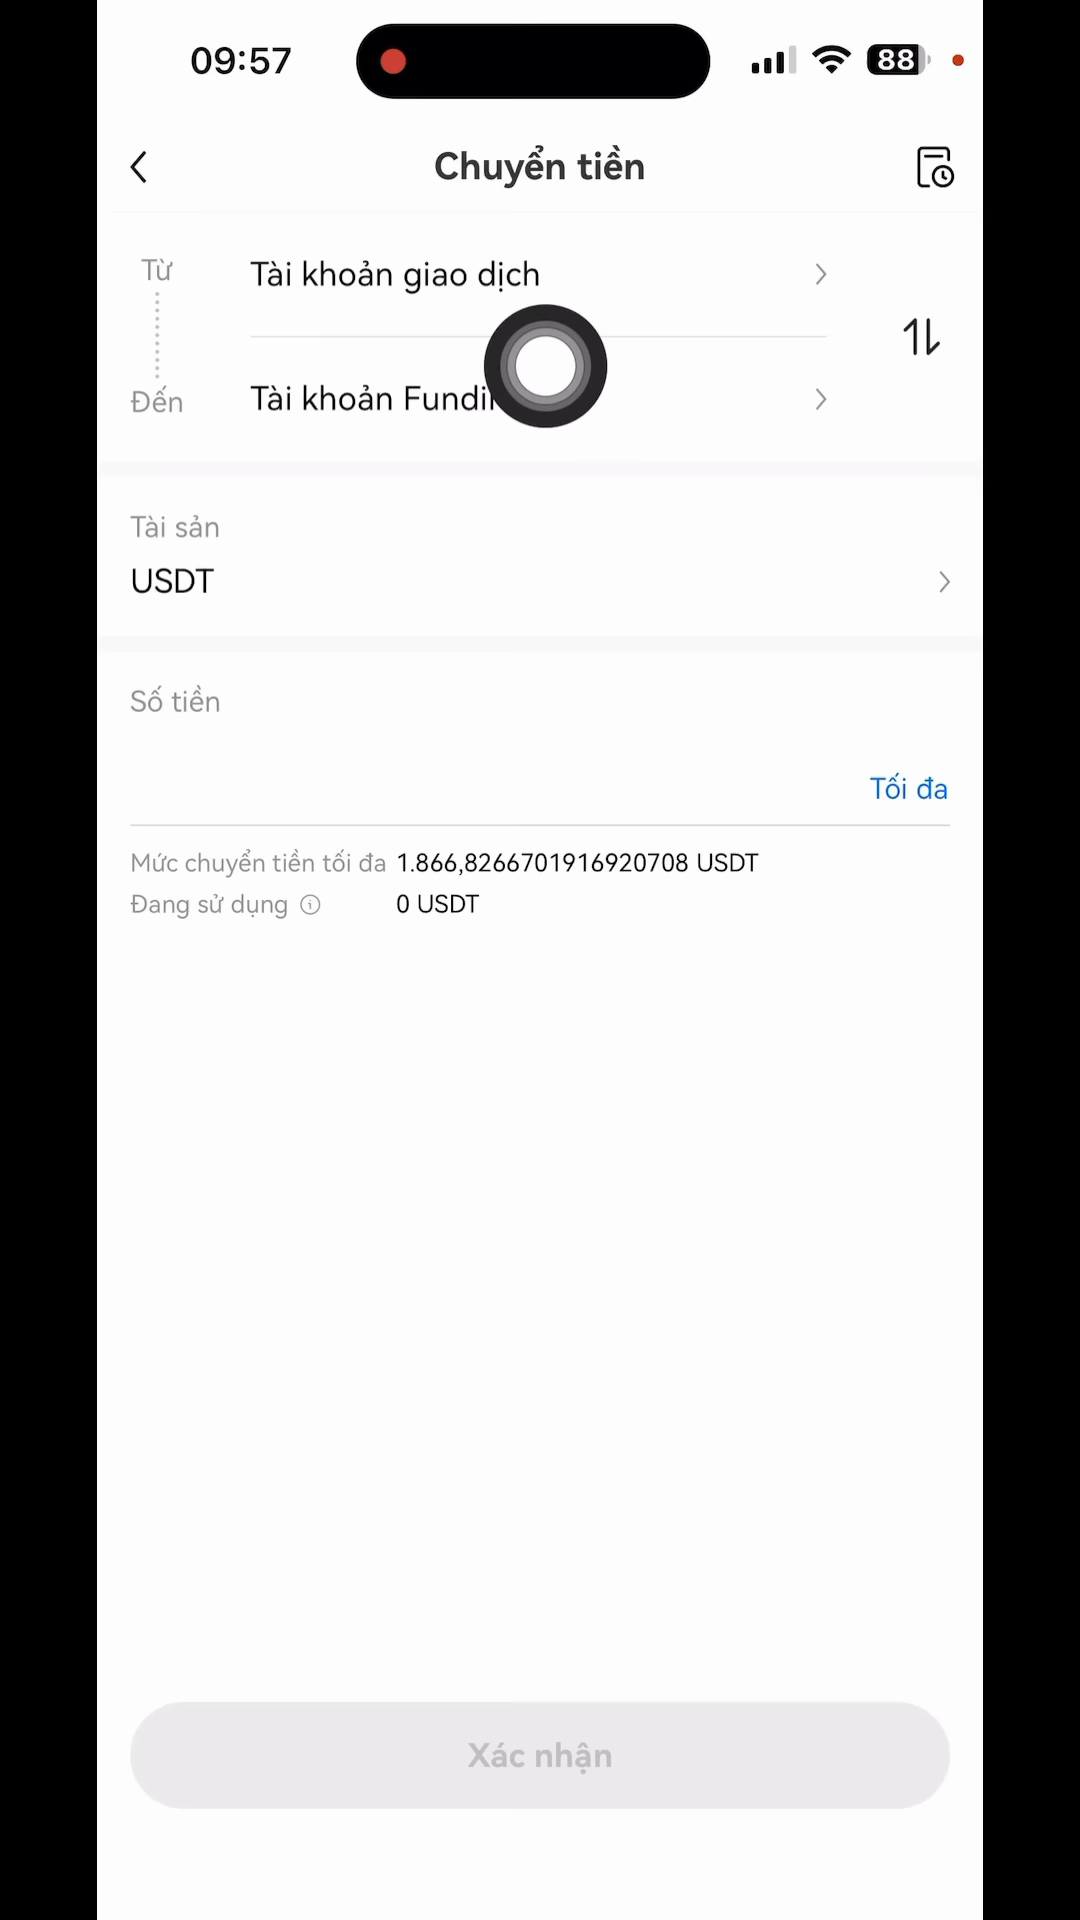 09:57
88
Chuyển tiền
Từ
Tài khoản giao dịch
Đến
Tài khoản
Tài sản
USDT
Số tiền
Tối đa
Mức chuyển tiền tối đa 1.866,8266701916920708 USDT
Đang sử dụng 0 USDT
Xác nhận